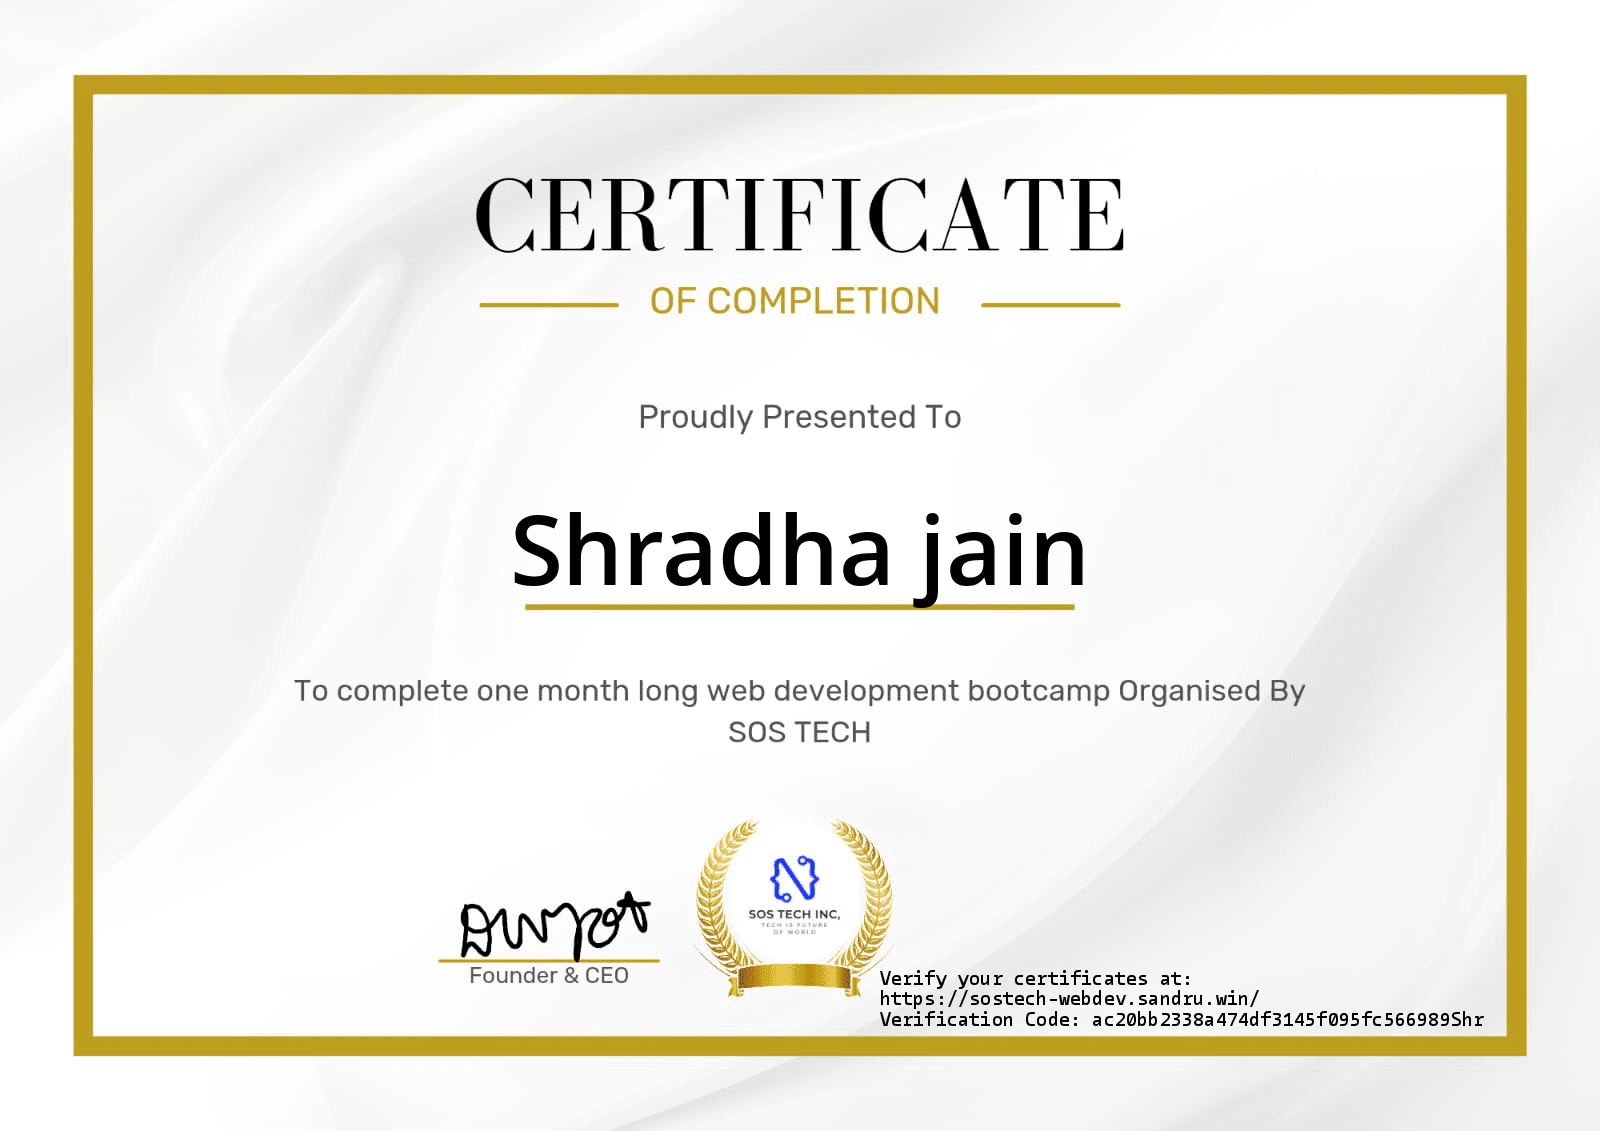 CERTIFICATE
OF COMPLETION
Proudly Presented To
Shradha jain
To complete one month long web development bootcamp Organised By
SOS TECH
SOS TECH INC,
TECH IS FUTURE
OF WORLD
Founder & CEO
Verify your certificates at:
https://sostech-webdev.sandru.win/
Verification Code: ac20bb2338a474df3145f095fc566989Shr